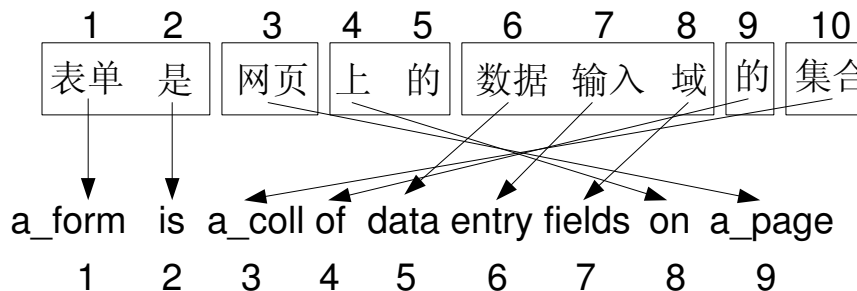 1 2 3 4 5 6 7 8 9 10
表单 是 网页 上 的 数据 输入 域 的 集合
a_form is a_coll of data entry fields on a_page
1 2 3 4 5 6 7 8 9